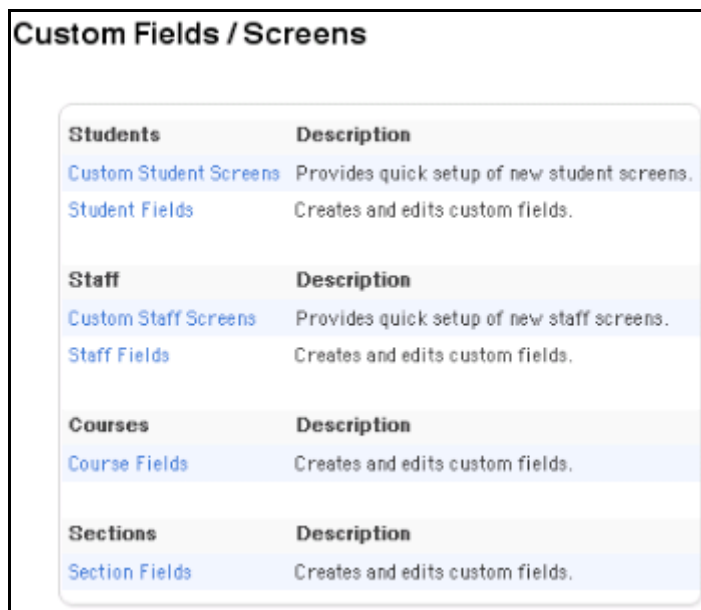 Custom Fields / Screens
Students Description
Custom Student Screens Provides quick setup of new student screens.
Student Fields Creates and edits custom fields.
Staff Description
Custom Staff Screens Provides quick setup of new staff screens.
Staff Fields Creates and edits custom fields.
Courses Description
Course Fields Creates and edits custom fields.
Sections Description
Section Fields Creates and edits custom fields.